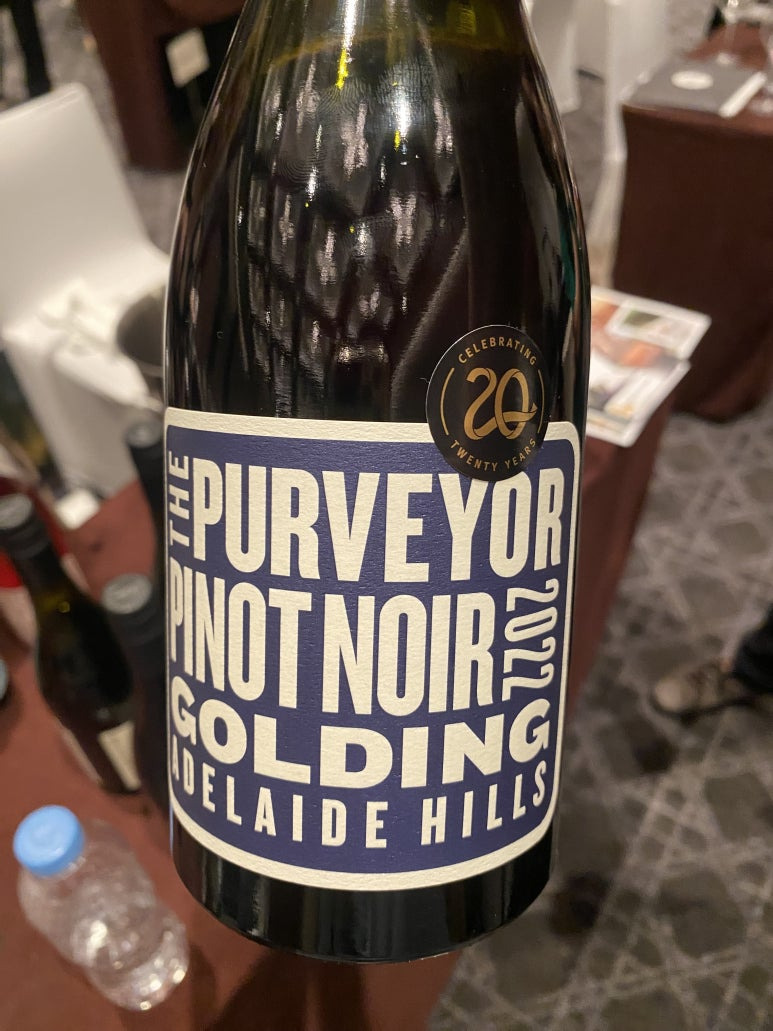 CELEBRATING
20
TWENTY YEARS
THE PURVEYOR
PINOT NOIR 2022
GOLDING
ADELAIDE HILLS